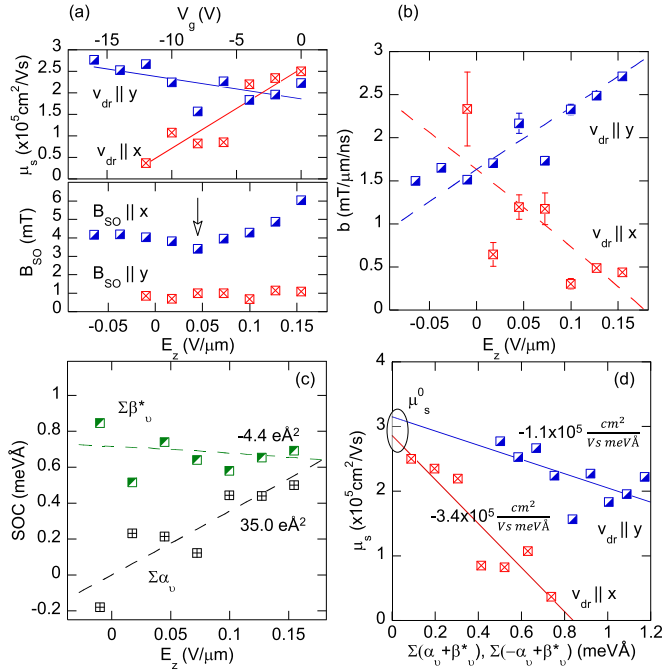 (a)
V_g (V)
-15 -10 -5 0
3
2.5
2
1.5
1
0.5
0
μ_s (x10^5cm^2/Vs)
v_dr || y
v_dr || x
6
5
4
3
2
1
0
B_SO (mT)
B_SO || x
B_SO || y
-0.05 0 0.05 0.1 0.15
E_z (V/μm)
(b)
3
2.5
2
1.5
1
0.5
0
b (mT/μm/ns)
v_dr || y
v_dr || x
-0.05 0 0.05 0.1 0.15
E_z (V/μm)
(c)
1
0.8
0.6
0.4
0.2
0
-0.2
SOC (meVÅ)
Σβ*_υ
-4.4 eÅ^2
35.0 eÅ^2
Σα_υ
0 0.05 0.1 0.15
E_z (V/μm)
(d)
4
3
2
1
0
μ_s (x10^5cm^2/Vs)
μ_s^0
-1.1x10^5 cm^2/Vs meVÅ
-3.4x10^5 cm^2/Vs meVÅ
v_dr || y
v_dr || x
0 0.2 0.4 0.6 0.8 1 1.2
Σ(α_υ+β*_υ), Σ(-α_υ+β*_υ) (meVÅ)